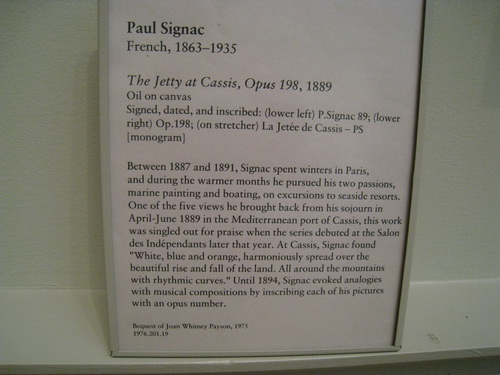 Paul Signac
French, 1863–1935
The Jetty at Cassis, Opus 198, 1889
Oil on canvas
Signed, dated, and inscribed: (lower left) P.Signac 89; (lower
right) Op.198; (on stretcher) La Jetée de Cassis – PS
[monogram]
Between 1887 and 1891, Signac spent winters in Paris,
and during the warmer months he pursued his two passions,
marine painting and boating, on excursions to seaside resorts.
One of the five views he brought back from his sojourn in
April-June 1889 in the Mediterranean port of Cassis, this work
was singled out for praise when the series debuted at the Salon
des Indépendants later that year. At Cassis, Signac found
"White, blue and orange, harmoniously spread over the
beautiful rise and fall of the land. All around the mountains
with rhythmic curves." Until 1894, Signac evoked analogies
with musical compositions by inscribing each of his pictures
with an opus number.
Bequest of Joan Whitney Payson, 1975
1976.201.19